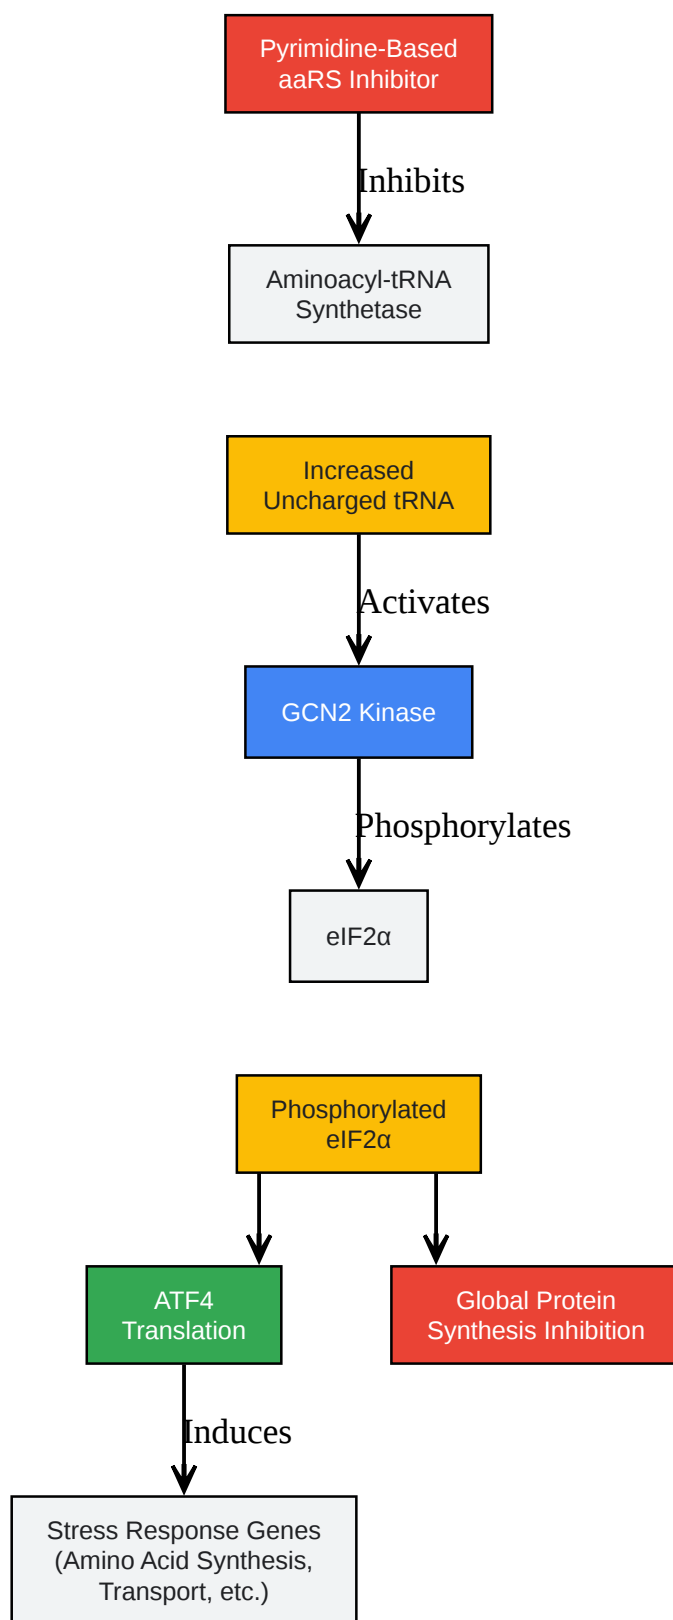 Pyrimidine-Based
aaRS Inhibitor
Inhibits
Aminoacyl-tRNA
Synthetase
Increased
Uncharged tRNA
Activates
GCN2 Kinase
Phosphorylates
eIF2α
Phosphorylated
eIF2α
ATF4
Translation
Global Protein
Synthesis Inhibition
Induces
Stress Response Genes
(Amino Acid Synthesis,
Transport, etc.)